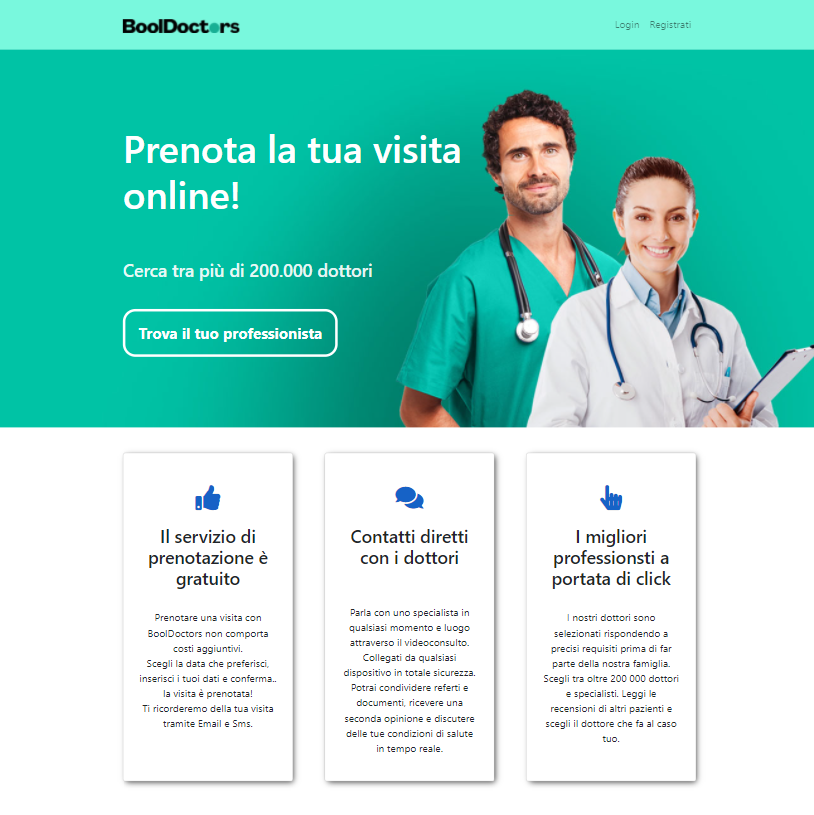 BoolDoctors
Login Registrati
Prenota la tua visita
online!
Cerca tra più di 200.000 dottori
Trova il tuo professionista
Il servizio di
prenotazione è
gratuito
Prenotare una visita con
BoolDoctors non comporta
costi aggiuntivi.
Scegli la data che preferisci,
inserisci i tuoi dati e conferma..
la visita è prenotata!
Ti ricorderemo della tua visita
tramite Email e Sms.
Contatti diretti
con i dottori
Parla con uno specialista in
qualsiasi momento e luogo
attraverso il videoconsulto.
Collegati da qualsiasi
dispositivo in totale sicurezza.
Potrai condividere referti e
documenti, ricevere una
seconda opinione e discutere
delle tue condizioni di salute
in tempo reale.
I migliori
professionsti a
portata di click
I nostri dottori sono
selezionati rispondendo a
precisi requisiti prima di far
parte della nostra famiglia.
Scegli tra oltre 200 000 dottori
e specialisti. Leggi le
recensioni di altri pazienti e
scegli il dottore che fa al caso
tuo.